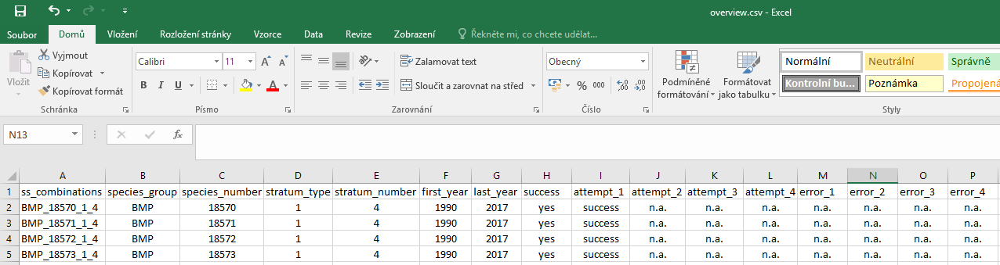 overview.csv - Excel
Soubor Domů Vložení Rozložení stránky Vzorce Data Revize Zobrazení Řekněte mi, co chcete udělat...
Vložit
Vyjmout
Kopírovat
Kopírovat formát
Schránka
Calibri 11
B I U
Písmo
Zalamovat text
Sloučit a zarovnat na střed
Zarovnání
Obecný
% 000
Číslo
Podmíněné
formátování
Formátovat
jako tabulku
Normální Neutrální Správně
Kontrolní bu... Poznámka Propojená
Styly
N13 fx
A B C D E F G H I J K L M N O P
1 ss_combinations species_group species_number stratum_type stratum_number first_year last_year success attempt_1 attempt_2 attempt_3 attempt_4 error_1 error_2 error_3 error_4
2 BMP_18570_1_4 BMP 18570 1 4 1990 2017 yes success n.a. n.a. n.a. n.a. n.a. n.a. n.a.
3 BMP_18571_1_4 BMP 18571 1 4 1990 2017 yes success n.a. n.a. n.a. n.a. n.a. n.a. n.a.
4 BMP_18572_1_4 BMP 18572 1 4 1990 2017 yes success n.a. n.a. n.a. n.a. n.a. n.a. n.a.
5 BMP_18573_1_4 BMP 18573 1 4 1990 2017 yes success n.a. n.a. n.a. n.a. n.a. n.a. n.a.